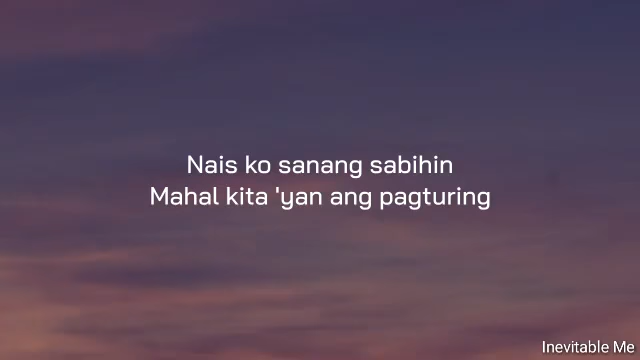 Nais ko sanang sabihin
Mahal kita 'yan ang pagturing
Inevitable Me